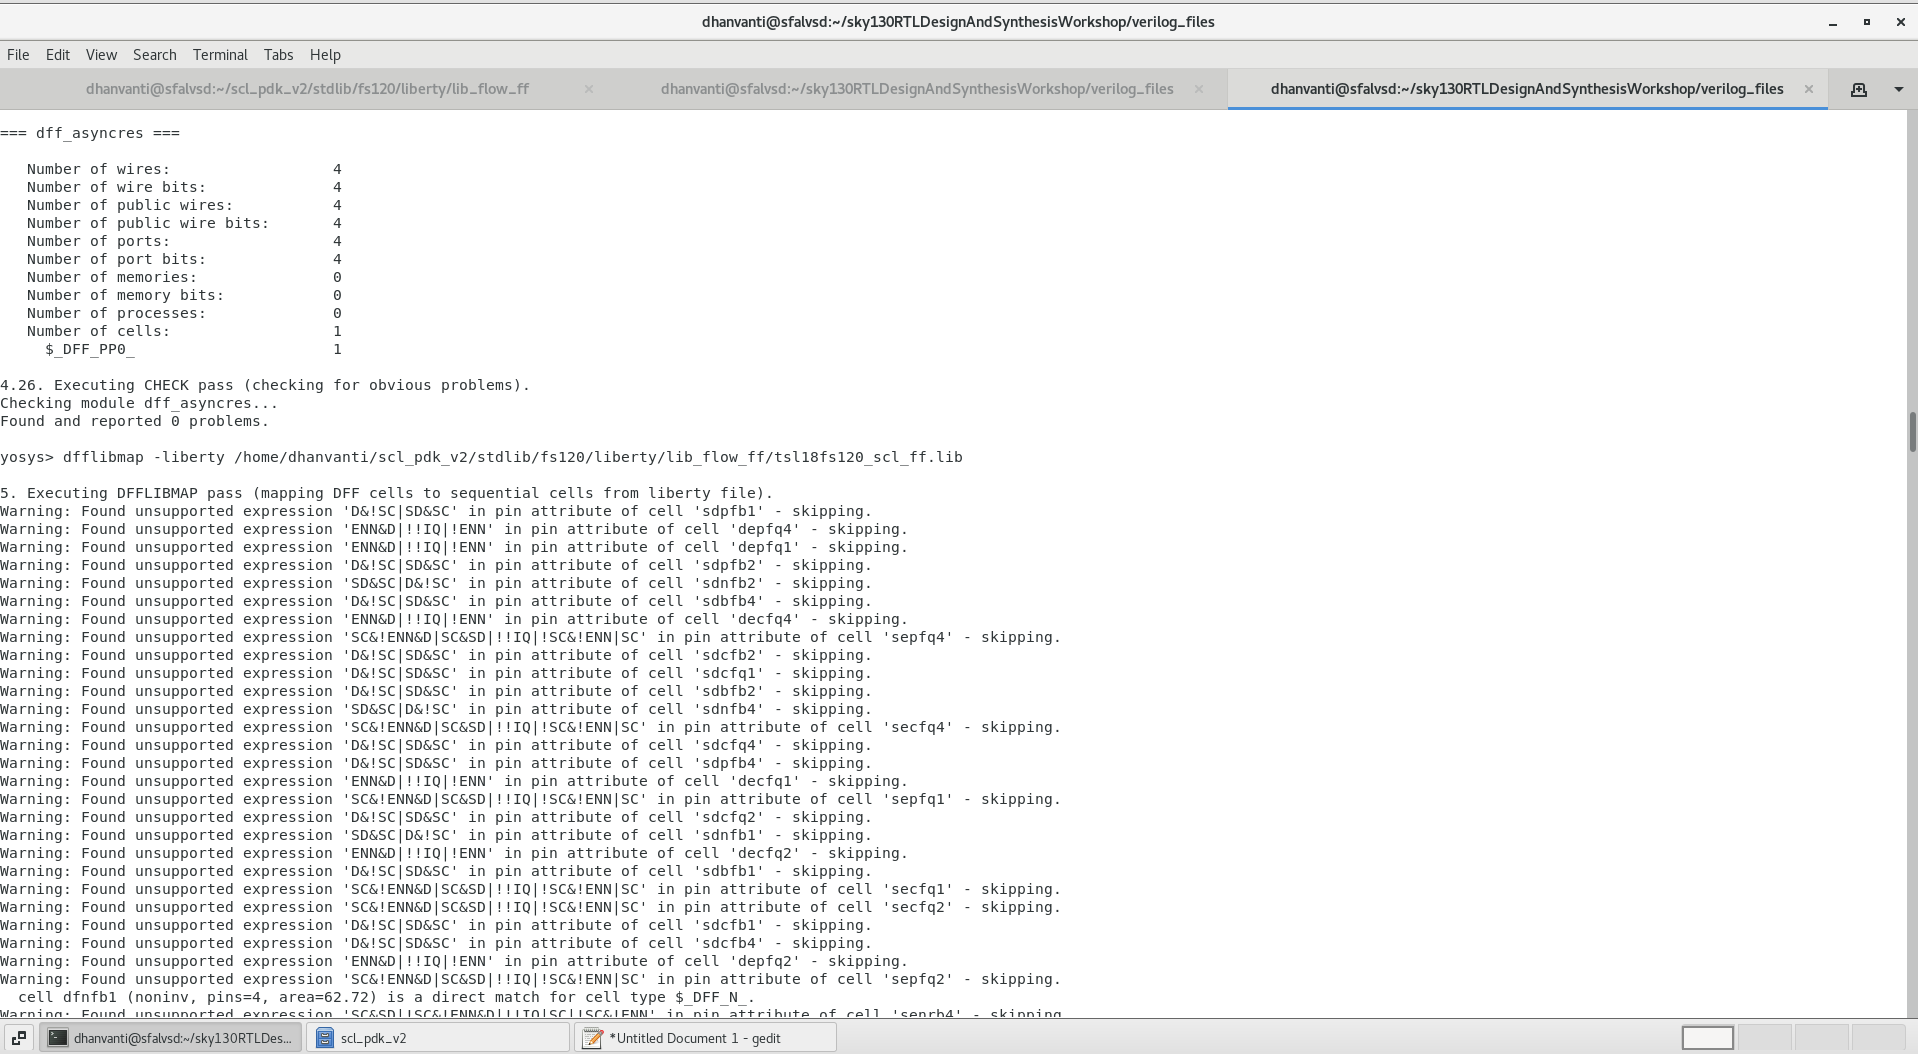 dhanvanti@sfalvsd:~/sky130RTLDesignAndSynthesisWorkshop/verilog_files
File Edit View Search Terminal Tabs Help
dhanvanti@sfalvsd:~/scl_pdk_v2/stdlib/fs120/liberty/lib_flow_ff dhanvanti@sfalvsd:~/sky130RTLDesignAndSynthesisWorkshop/verilog_files dhanvanti@sfalvsd:~/sky130RTLDesignAndSynthesisWorkshop/verilog_files
=== dff_asyncres ===
Number of wires: 4
Number of wire bits: 4
Number of public wires: 4
Number of public wire bits: 4
Number of ports: 4
Number of port bits: 4
Number of memories: 0
Number of memory bits: 0
Number of processes: 0
Number of cells: 1
$_DFF_PP0_ 1
4.26. Executing CHECK pass (checking for obvious problems).
Checking module dff_asyncres...
Found and reported 0 problems.
yosys> dfflibmap -liberty /home/dhanvanti/scl_pdk_v2/stdlib/fs120/liberty/lib_flow_ff/tsl18fs120_scl_ff.lib
5. Executing DFFLIBMAP pass (mapping DFF cells to sequential cells from liberty file).
Warning: Found unsupported expression 'D&!SC|SD&SC' in pin attribute of cell 'sdpfb1' - skipping.
Warning: Found unsupported expression 'ENN&D|!!IQ|!ENN' in pin attribute of cell 'depfq4' - skipping.
Warning: Found unsupported expression 'ENN&D|!!IQ|!ENN' in pin attribute of cell 'depfq1' - skipping.
Warning: Found unsupported expression 'D&!SC|SD&SC' in pin attribute of cell 'sdpfb2' - skipping.
Warning: Found unsupported expression 'SD&SC|D&!SC' in pin attribute of cell 'sdnfb2' - skipping.
Warning: Found unsupported expression 'D&!SC|SD&SC' in pin attribute of cell 'sdbfb4' - skipping.
Warning: Found unsupported expression 'ENN&D|!!IQ|!ENN' in pin attribute of cell 'decfq4' - skipping.
Warning: Found unsupported expression 'SC&!ENN&D|SC&SD|!!IQ|!SC&!ENN|SC' in pin attribute of cell 'sepfq4' - skipping.
Warning: Found unsupported expression 'D&!SC|SD&SC' in pin attribute of cell 'sdcfb2' - skipping.
Warning: Found unsupported expression 'D&!SC|SD&SC' in pin attribute of cell 'sdcfq1' - skipping.
Warning: Found unsupported expression 'D&!SC|SD&SC' in pin attribute of cell 'sdbfb2' - skipping.
Warning: Found unsupported expression 'SD&SC|D&!SC' in pin attribute of cell 'sdnfb4' - skipping.
Warning: Found unsupported expression 'SC&!ENN&D|SC&SD|!!IQ|!SC&!ENN|SC' in pin attribute of cell 'secfq4' - skipping.
Warning: Found unsupported expression 'D&!SC|SD&SC' in pin attribute of cell 'sdcfq4' - skipping.
Warning: Found unsupported expression 'D&!SC|SD&SC' in pin attribute of cell 'sdpfb4' - skipping.
Warning: Found unsupported expression 'ENN&D|!!IQ|!ENN' in pin attribute of cell 'decfq1' - skipping.
Warning: Found unsupported expression 'SC&!ENN&D|SC&SD|!!IQ|!SC&!ENN|SC' in pin attribute of cell 'sepfq1' - skipping.
Warning: Found unsupported expression 'D&!SC|SD&SC' in pin attribute of cell 'sdcfq2' - skipping.
Warning: Found unsupported expression 'SD&SC|D&!SC' in pin attribute of cell 'sdnfb1' - skipping.
Warning: Found unsupported expression 'ENN&D|!!IQ|!ENN' in pin attribute of cell 'decfq2' - skipping.
Warning: Found unsupported expression 'D&!SC|SD&SC' in pin attribute of cell 'sdbfb1' - skipping.
Warning: Found unsupported expression 'SC&!ENN&D|SC&SD|!!IQ|!SC&!ENN|SC' in pin attribute of cell 'secfq1' - skipping.
Warning: Found unsupported expression 'SC&!ENN&D|SC&SD|!!IQ|!SC&!ENN|SC' in pin attribute of cell 'secfq2' - skipping.
Warning: Found unsupported expression 'D&!SC|SD&SC' in pin attribute of cell 'sdcfb1' - skipping.
Warning: Found unsupported expression 'D&!SC|SD&SC' in pin attribute of cell 'sdcfb4' - skipping.
Warning: Found unsupported expression 'ENN&D|!!IQ|!ENN' in pin attribute of cell 'depfq2' - skipping.
Warning: Found unsupported expression 'SC&!ENN&D|SC&SD|!!IQ|!SC&!ENN|SC' in pin attribute of cell 'sepfq2' - skipping.
cell dfnfb1 (noninv, pins=4, area=62.72) is a direct match for cell type $_DFF_N_.
Warning: Found unsupported expression 'SC&SD|!SC&!ENN&D|!!IQ|SC|!SC&!ENN' in pin attribute of cell 'senrb4' - skipping
dhanvanti@sfalvsd:~/sky130RTLDes... scl_pdk_v2 *Untitled Document 1 - gedit